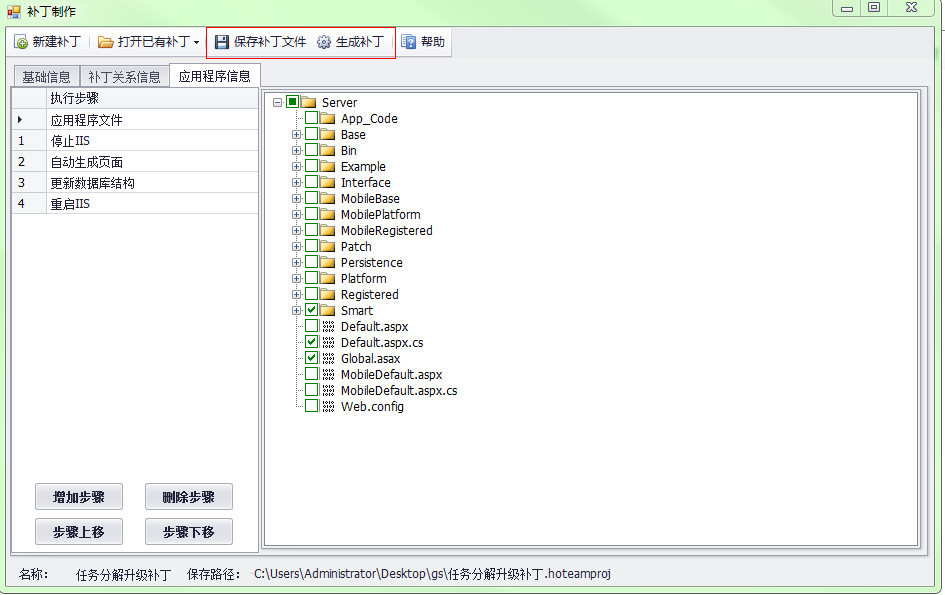 补丁制作
新建补丁 打开已有补丁 保存补丁文件 生成补丁 帮助
基础信息 补丁关系信息 应用程序信息
执行步骤
应用程序文件
1 停止IIS
2 自动生成页面
3 更新数据库结构
4 重启IIS
Server
App_Code
Base
Bin
Example
Interface
MobileBase
MobilePlatform
MobileRegistered
Patch
Persistence
Platform
Registered
Smart
Default.aspx
Default.aspx.cs
Global.asax
MobileDefault.aspx
MobileDefault.aspx.cs
Web.config
增加步骤 删除步骤
步骤上移 步骤下移
名称: 任务分解升级补丁 保存路径: C:\Users\Administrator\Desktop\gs\任务分解升级补丁.hoteamproj